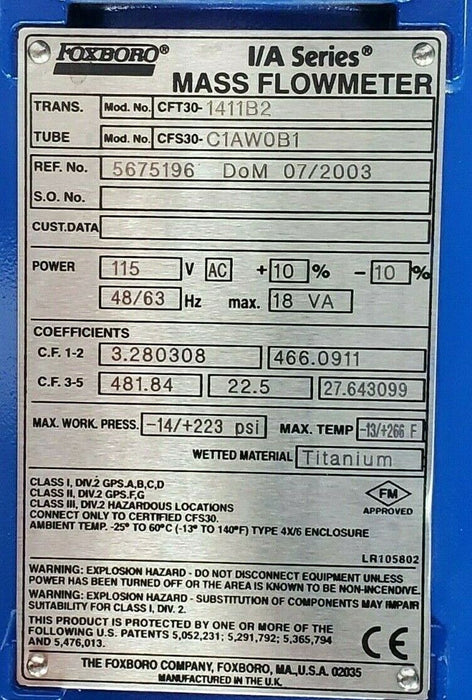 FOXBORO® I/A Series®
MASS FLOWMETER
TRANS. Mod. No. CFT30-1411B2
TUBE Mod. No. CFS30-C1AW0B1
REF. No. 5675196 DoM 07/2003
S.O. No.
CUST.DATA
POWER 115 V AC +10 % -10 %
48/63 Hz max. 18 VA
COEFFICIENTS
C.F. 1-2 3.280308 466.0911
C.F. 3-5 481.84 22.5 27.643099
MAX. WORK. PRESS. -14/+223 psi MAX. TEMP -13/+266 F
WETTED MATERIAL Titanium
CLASS I, DIV.2 GPS.A,B,C,D
CLASS II, DIV.2 GPS.F,G
CLASS III, DIV.2 HAZARDOUS LOCATIONS
CONNECT ONLY TO CERTIFIED CFS30.
AMBIENT TEMP. -25° TO 60°C (-13° TO 140°F) TYPE 4X/6 ENCLOSURE
FM
APPROVED
LR105802
WARNING: EXPLOSION HAZARD - DO NOT DISCONNECT EQUIPMENT UNLESS
POWER HAS BEEN TURNED OFF OR THE AREA IS KNOWN TO BE NON-INCENDIVE.
WARNING: EXPLOSION HAZARD - SUBSTITUTION OF COMPONENTS MAY IMPAIR
SUITABILITY FOR CLASS I, DIV. 2.
THIS PRODUCT IS PROTECTED BY ONE OR MORE OF THE
FOLLOWING U.S. PATENTS 5,052,231; 5,291,792; 5,365,794
AND 5,476,013.
CE
THE FOXBORO COMPANY, FOXBORO, MA.,U.S.A. 02035
MANUFACTURED IN THE U.K.